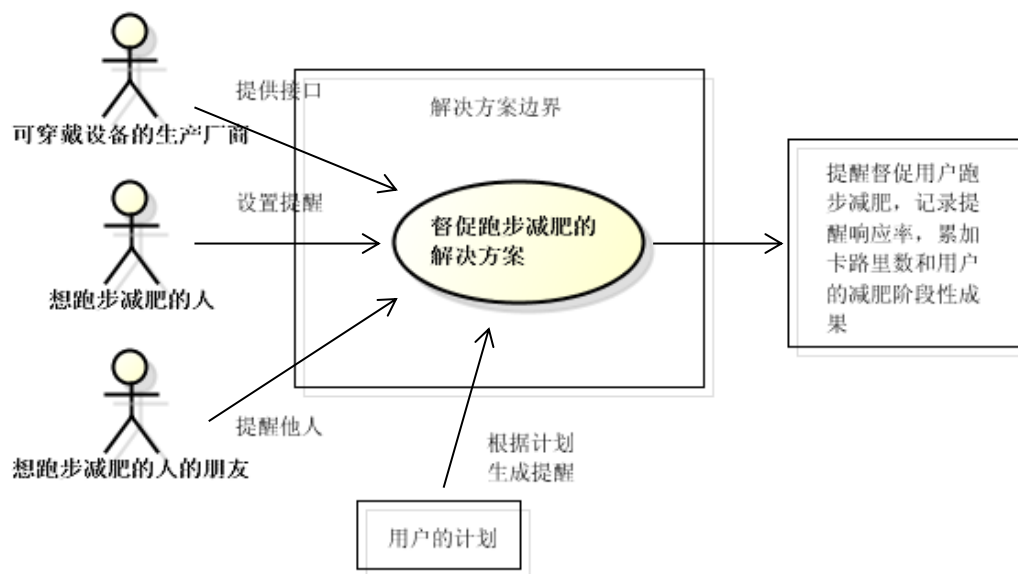 提供接口
解决方案边界
可穿戴设备的生产厂商
提醒督促用户跑
步减肥，记录提
醒响应率，累加
卡路里数和用户
的减肥阶段性成
果
设置提醒
督促跑步减肥的
解决方案
想跑步减肥的人
提醒他人
根据计划
生成提醒
想跑步减肥的人的朋友
用户的计划